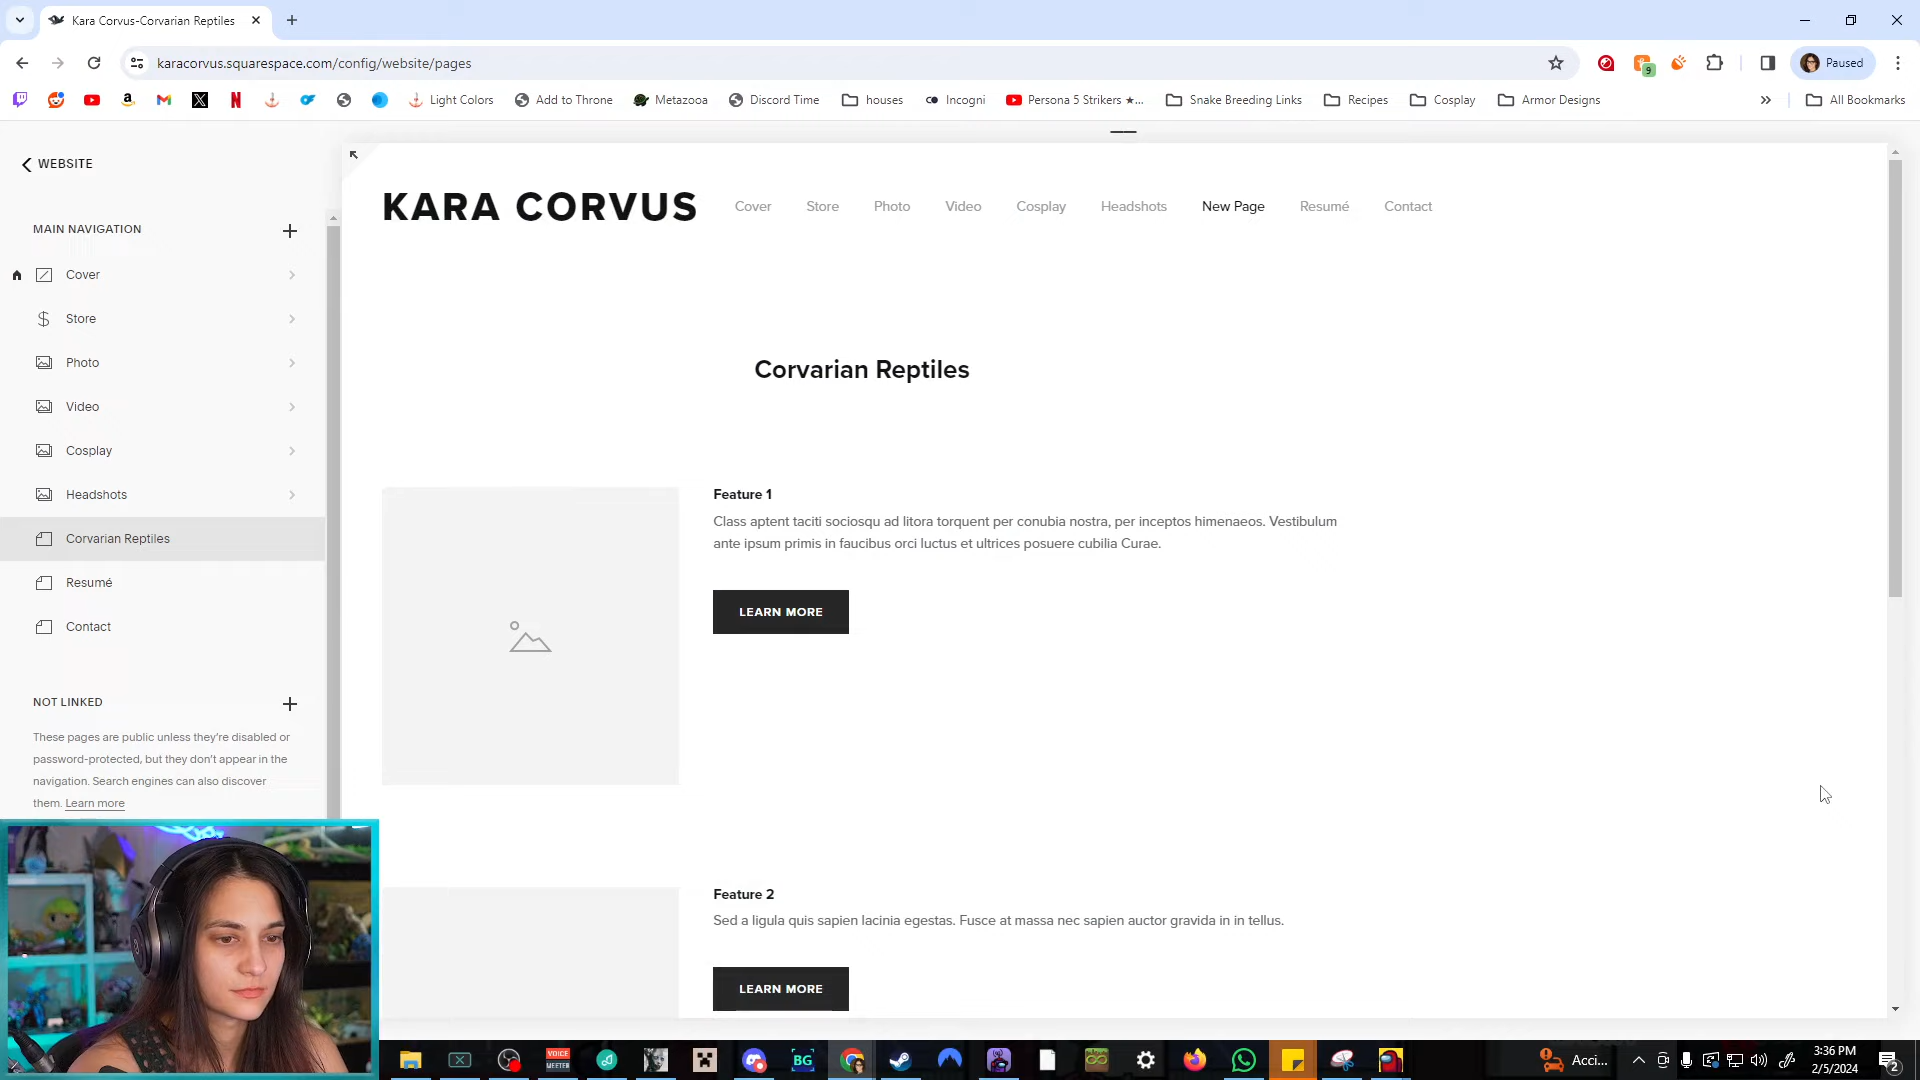 Kara Corvus-Corvarian Reptiles
karacorvus.squarespace.com/config/website/pages
Paused
9
Light Colors
Add to Throne
Metazooa
Discord Time
houses
Incogni
Persona 5 Strikers ★...
Snake Breeding Links
Recipes
Cosplay
Armor Designs
All Bookmarks
WEBSITE
MAIN NAVIGATION
Cover
Store
Photo
Video
Cosplay
Headshots
Corvarian Reptiles
Resumé
Contact
NOT LINKED
These pages are public unless they're disabled or
password-protected, but they don't appear in the
navigation. Search engines can also discover
them. Learn more
KARA CORVUS
Cover Store Photo Video Cosplay Headshots New Page Resumé Contact
Corvarian Reptiles
Feature 1
Class aptent taciti sociosqu ad litora torquent per conubia nostra, per inceptos himenaeos. Vestibulum
ante ipsum primis in faucibus orci luctus et ultrices posuere cubilia Curae.
LEARN MORE
Feature 2
Sed a ligula quis sapien lacinia egestas. Fusce at massa nec sapien auctor gravida in in tellus.
LEARN MORE
VOICE
MEETER
BG
Acci...
3:36 PM
2/5/2024
2